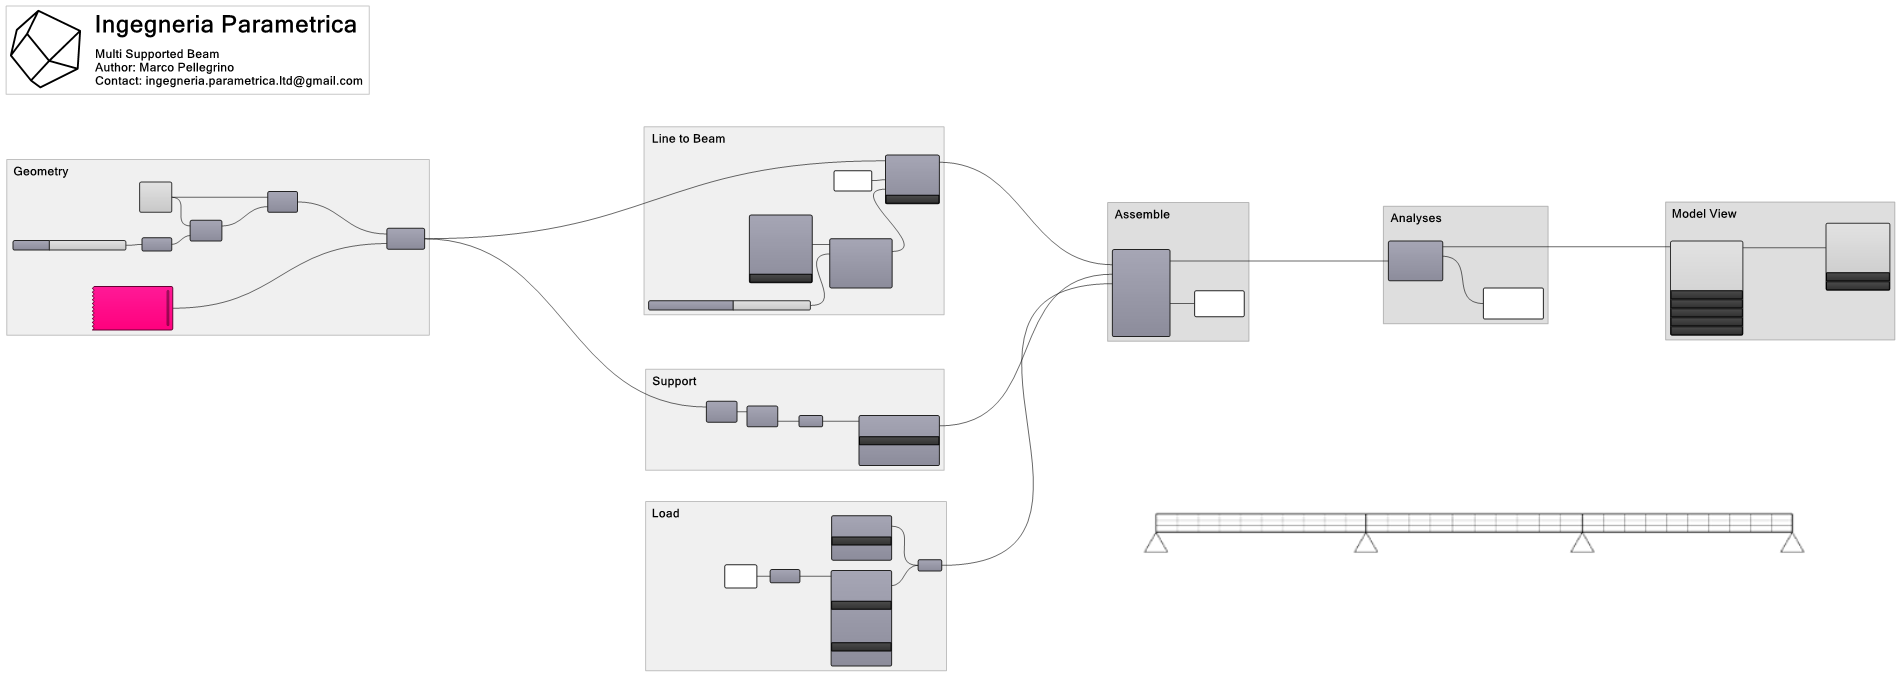 Ingegneria Parametrica
Multi Supported Beam
Author: Marco Pellegrino
Contact: ingegneria.parametrica.ltd@gmail.com
Geometry
Line to Beam
Support
Load
Assemble
Analyses
Model View